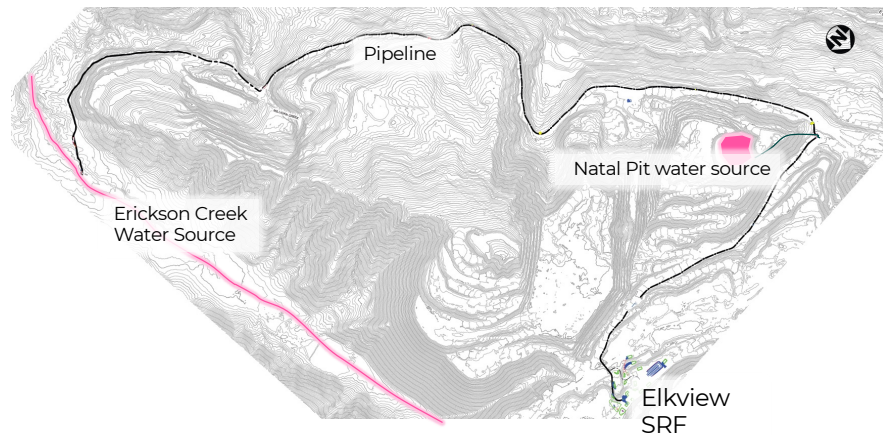 Pipeline
Natal Pit water source
Erickson Creek
Water Source
Elkview
SRF